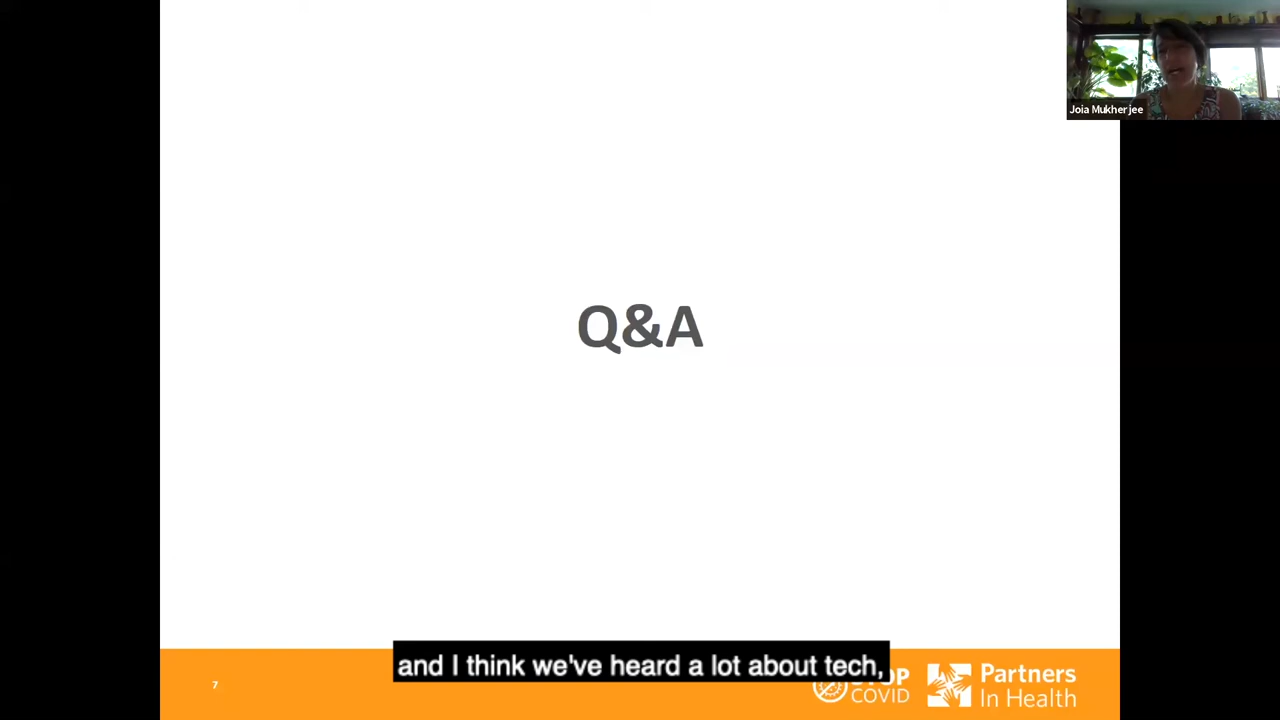 Joia Mukherjee
Q&A
and I think we've heard a lot about tech,
7
COVID
Partners
In Health